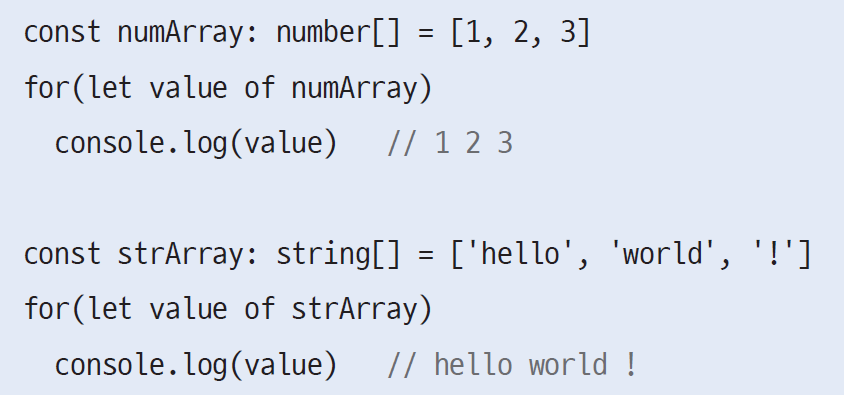 const numArray: number[] = [1, 2, 3]
for(let value of numArray)
  console.log(value)   // 1 2 3

const strArray: string[] = ['hello', 'world', '!']
for(let value of strArray)
  console.log(value)   // hello world !